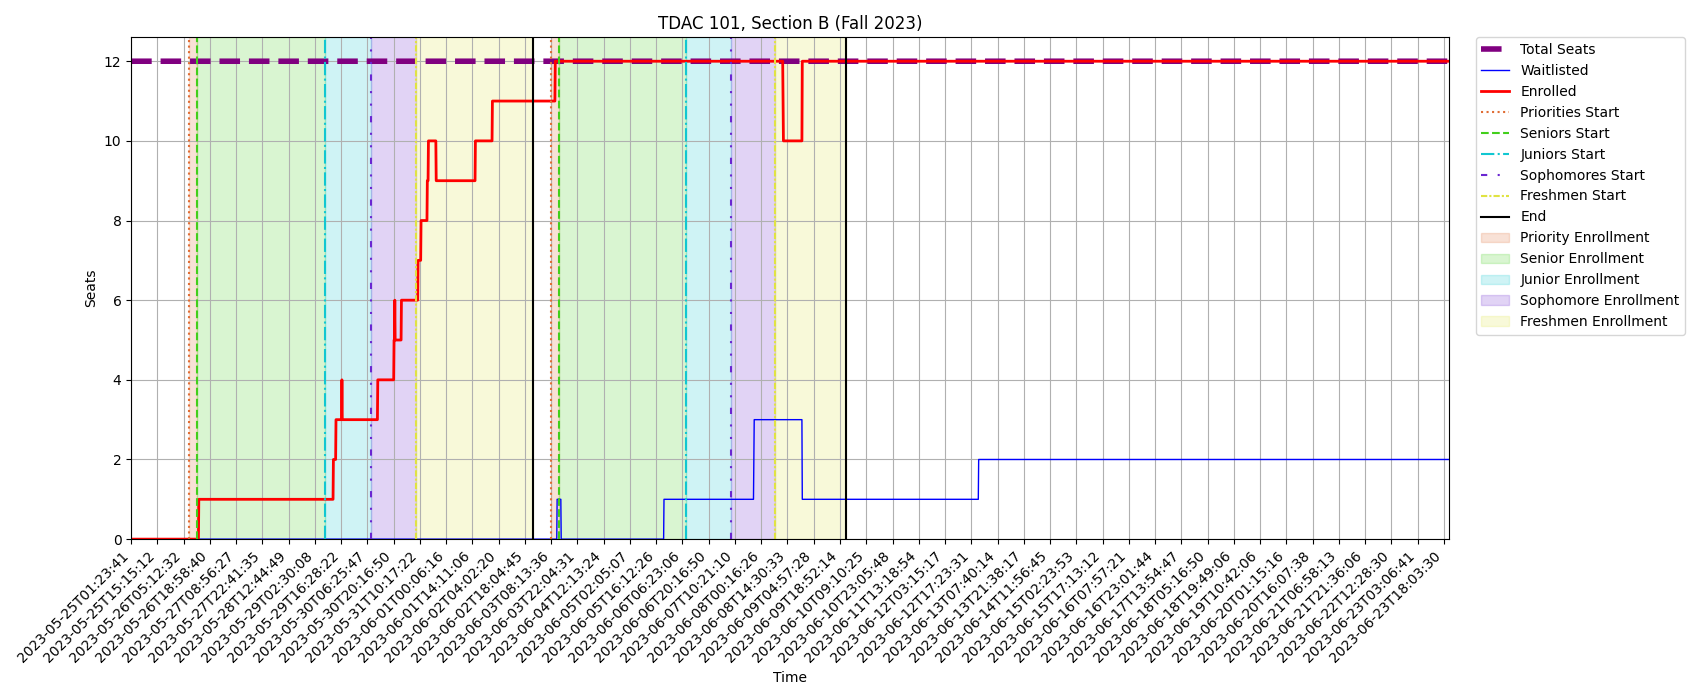 TDAC 101, Section B (Fall 2023)
Seats
12
10
8
6
4
2
0
2023-05-25T01:23:41
2023-05-25T15:15:12
2023-05-26T05:12:32
2023-05-26T18:58:40
2023-05-27T08:56:27
2023-05-27T22:41:35
2023-05-28T12:44:49
2023-05-29T02:30:08
2023-05-29T16:28:22
2023-05-30T06:25:47
2023-05-30T20:16:50
2023-05-31T10:17:22
2023-06-01T00:06:16
2023-06-01T14:11:06
2023-06-02T04:02:20
2023-06-02T18:04:45
2023-06-03T08:13:36
2023-06-03T22:04:31
2023-06-04T12:13:24
2023-06-05T02:05:07
2023-06-05T16:12:26
2023-06-06T06:23:06
2023-06-06T20:16:50
2023-06-07T10:21:10
2023-06-08T00:16:26
2023-06-08T14:30:33
2023-06-09T04:57:28
2023-06-09T18:52:14
2023-06-10T09:10:25
2023-06-10T23:05:48
2023-06-11T13:18:54
2023-06-12T03:15:17
2023-06-12T17:23:31
2023-06-13T07:40:14
2023-06-13T21:38:17
2023-06-14T11:56:45
2023-06-15T02:23:53
2023-06-15T17:13:12
2023-06-16T07:57:21
2023-06-16T23:01:44
2023-06-17T13:54:47
2023-06-18T05:16:50
2023-06-18T19:49:06
2023-06-19T10:42:06
2023-06-20T01:15:16
2023-06-20T16:07:38
2023-06-21T06:58:13
2023-06-21T21:36:06
2023-06-22T12:28:30
2023-06-23T03:06:41
2023-06-23T18:03:30
Time
Total Seats
Waitlisted
Enrolled
Priorities Start
Seniors Start
Juniors Start
Sophomores Start
Freshmen Start
End
Priority Enrollment
Senior Enrollment
Junior Enrollment
Sophomore Enrollment
Freshmen Enrollment